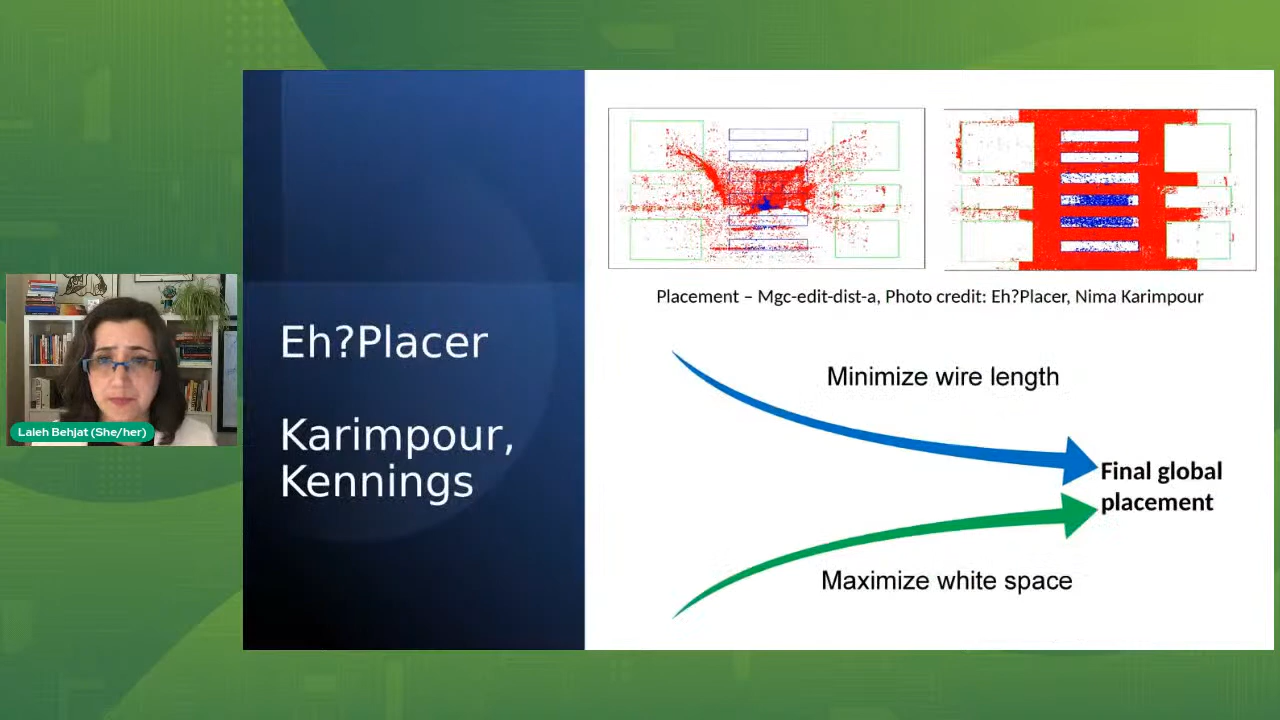 Eh?Placer
Karimpour,
Kennings
Placement – Mgc-edit-dist-a, Photo credit: Eh?Placer, Nima Karimpour
Minimize wire length
Final global
placement
Maximize white space
Laleh Behjat (She/her)